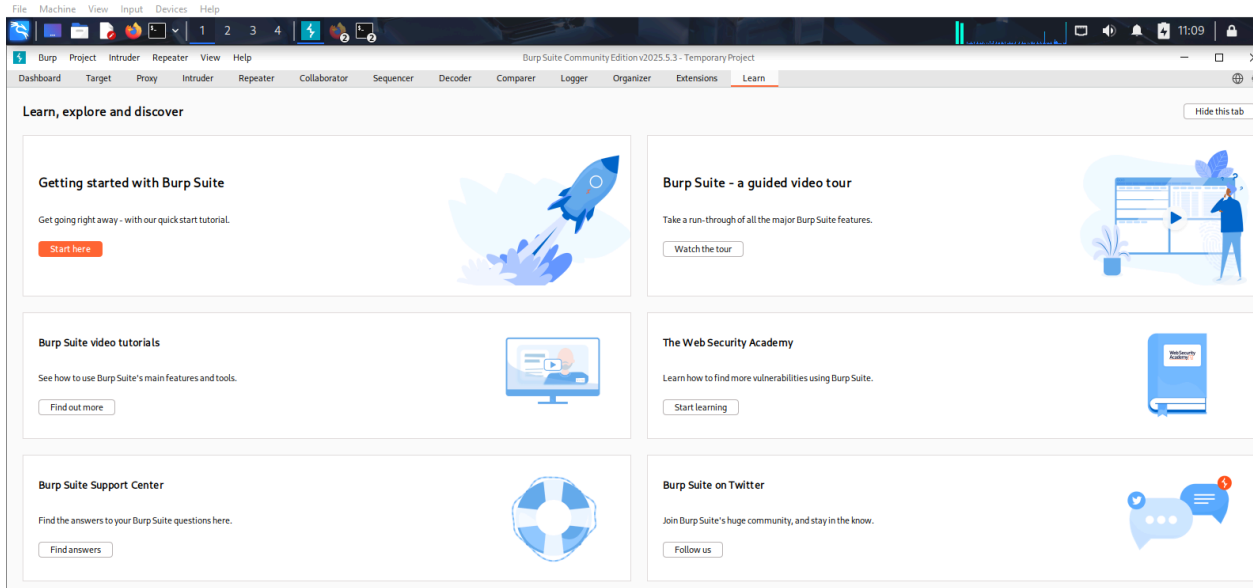 File Machine View Input Devices Help
1 2 3 4 2 2 11:09
Burp Project Intruder Repeater View Help Burp Suite Community Edition v2025.5.3 - Temporary Project
Dashboard Target Proxy Intruder Repeater Collaborator Sequencer Decoder Comparer Logger Organizer Extensions Learn
Learn, explore and discover
Hide this tab
Getting started with Burp Suite
Get going right away - with our quick start tutorial.
Start here
Burp Suite - a guided video tour
Take a run-through of all the major Burp Suite features.
Watch the tour
Burp Suite video tutorials
See how to use Burp Suite's main features and tools.
Find out more
The Web Security Academy
Learn how to find more vulnerabilities using Burp Suite.
Start learning
WebSecurity
Academy
Burp Suite Support Center
Find the answers to your Burp Suite questions here.
Find answers
Burp Suite on Twitter
Join Burp Suite's huge community, and stay in the know.
Follow us